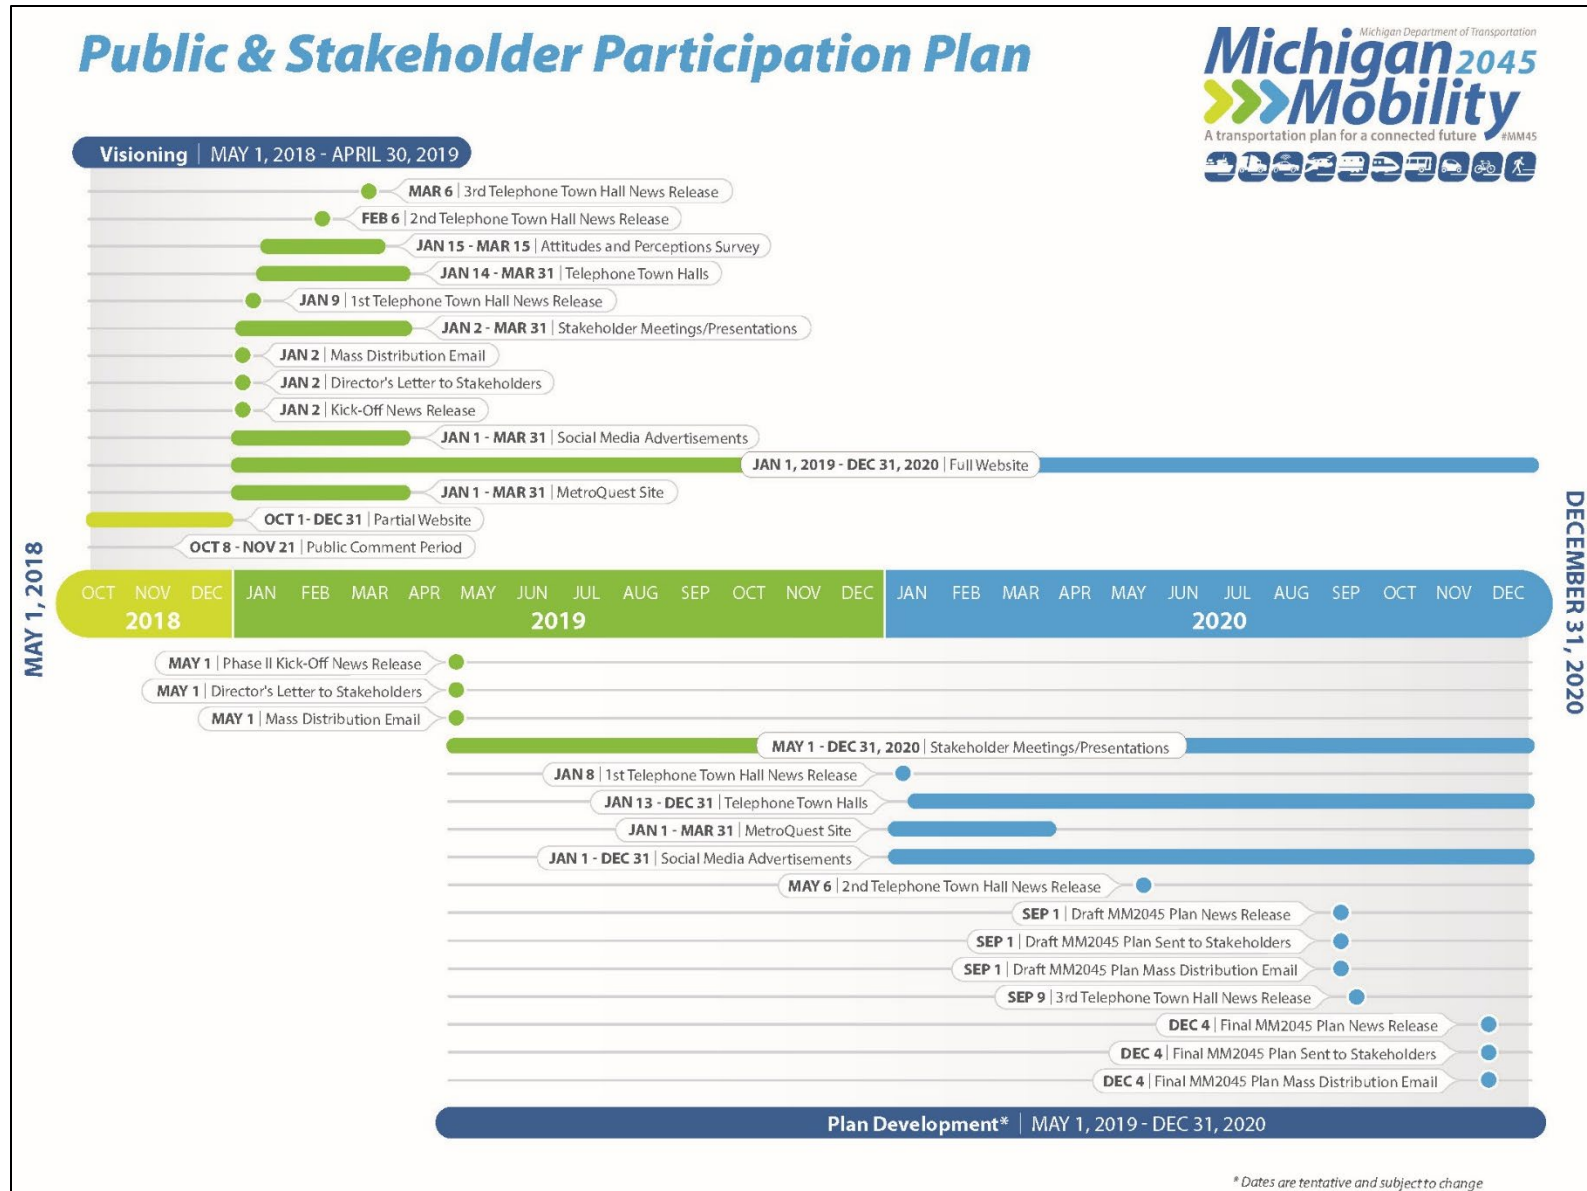 Public & Stakeholder Participation Plan
Michigan Department of Transportation
Michigan 2045
Mobility
A transportation plan for a connected future #MM45
Visioning | MAY 1, 2018 - APRIL 30, 2019
MAR 6 | 3rd Telephone Town Hall News Release
FEB 6 | 2nd Telephone Town Hall News Release
JAN 15 - MAR 15 | Attitudes and Perceptions Survey
JAN 14 - MAR 31 | Telephone Town Halls
JAN 9 | 1st Telephone Town Hall News Release
JAN 2 - MAR 31 | Stakeholder Meetings/Presentations
JAN 2 | Mass Distribution Email
JAN 2 | Director's Letter to Stakeholders
JAN 2 | Kick-Off News Release
JAN 1 - MAR 31 | Social Media Advertisements
JAN 1, 2019 - DEC 31, 2020 | Full Website
JAN 1 - MAR 31 | MetroQuest Site
OCT 1- DEC 31 | Partial Website
OCT 8 - NOV 21 | Public Comment Period
MAY 1, 2018
OCT NOV DEC JAN FEB MAR APR MAY JUN JUL AUG SEP OCT NOV DEC JAN FEB MAR APR MAY JUN JUL AUG SEP OCT NOV DEC
2018 2019 2020
DECEMBER 31, 2020
MAY 1 | Phase II Kick-Off News Release
MAY 1 | Director's Letter to Stakeholders
MAY 1 | Mass Distribution Email
MAY 1 - DEC 31, 2020 | Stakeholder Meetings/Presentations
JAN 8 | 1st Telephone Town Hall News Release
JAN 13 - DEC 31 | Telephone Town Halls
JAN 1 - MAR 31 | MetroQuest Site
JAN 1 - DEC 31 | Social Media Advertisements
MAY 6 | 2nd Telephone Town Hall News Release
SEP 1 | Draft MM2045 Plan News Release
SEP 1 | Draft MM2045 Plan Sent to Stakeholders
SEP 1 | Draft MM2045 Plan Mass Distribution Email
SEP 9 | 3rd Telephone Town Hall News Release
DEC 4 | Final MM2045 Plan News Release
DEC 4 | Final MM2045 Plan Sent to Stakeholders
DEC 4 | Final MM2045 Plan Mass Distribution Email
Plan Development* | MAY 1, 2019 - DEC 31, 2020
* Dates are tentative and subject to change